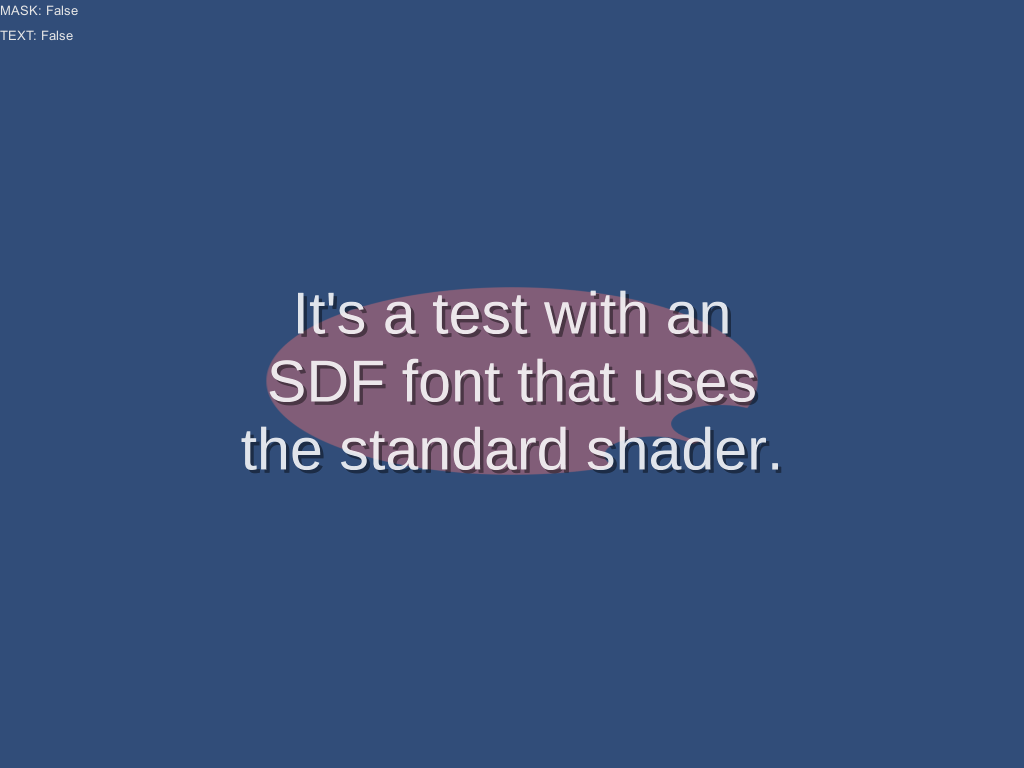 MASK: False
TEXT: False
It's a test with an
SDF font that uses
the standard shader.